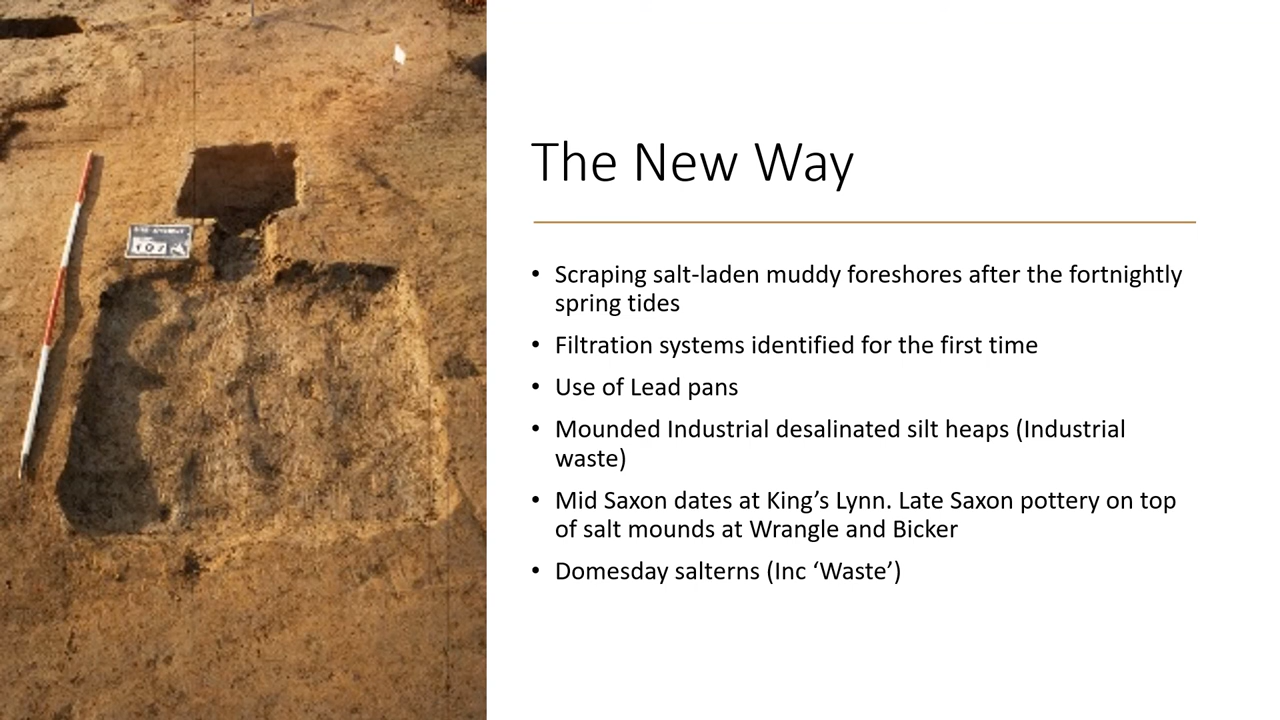 The New Way
• Scraping salt-laden muddy foreshores after the fortnightly
spring tides
• Filtration systems identified for the first time
• Use of Lead pans
• Mounded Industrial desalinated silt heaps (Industrial
waste)
• Mid Saxon dates at King’s Lynn. Late Saxon pottery on top
of salt mounds at Wrangle and Bicker
• Domesday salterns (Inc ‘Waste’)